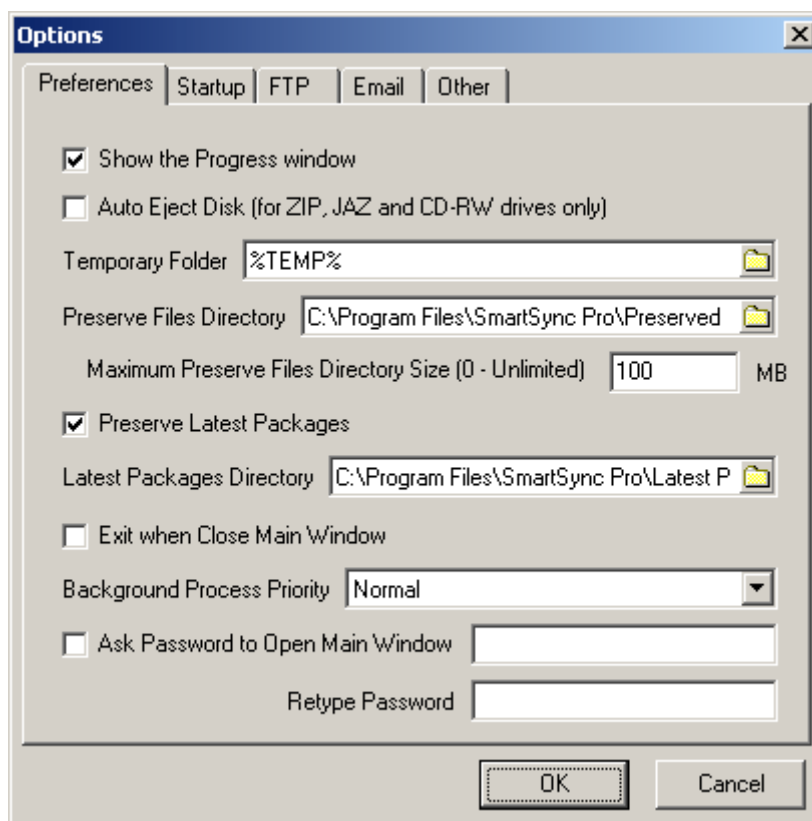 Options
Preferences Startup FTP Email Other
Show the Progress window
Auto Eject Disk (for ZIP, JAZ and CD-RW drives only)
Temporary Folder %TEMP%
Preserve Files Directory C:\Program Files\SmartSync Pro\Preserved
Maximum Preserve Files Directory Size (0 - Unlimited) 100 MB
Preserve Latest Packages
Latest Packages Directory C:\Program Files\SmartSync Pro\Latest P
Exit when Close Main Window
Background Process Priority Normal
Ask Password to Open Main Window
Retype Password
OK Cancel